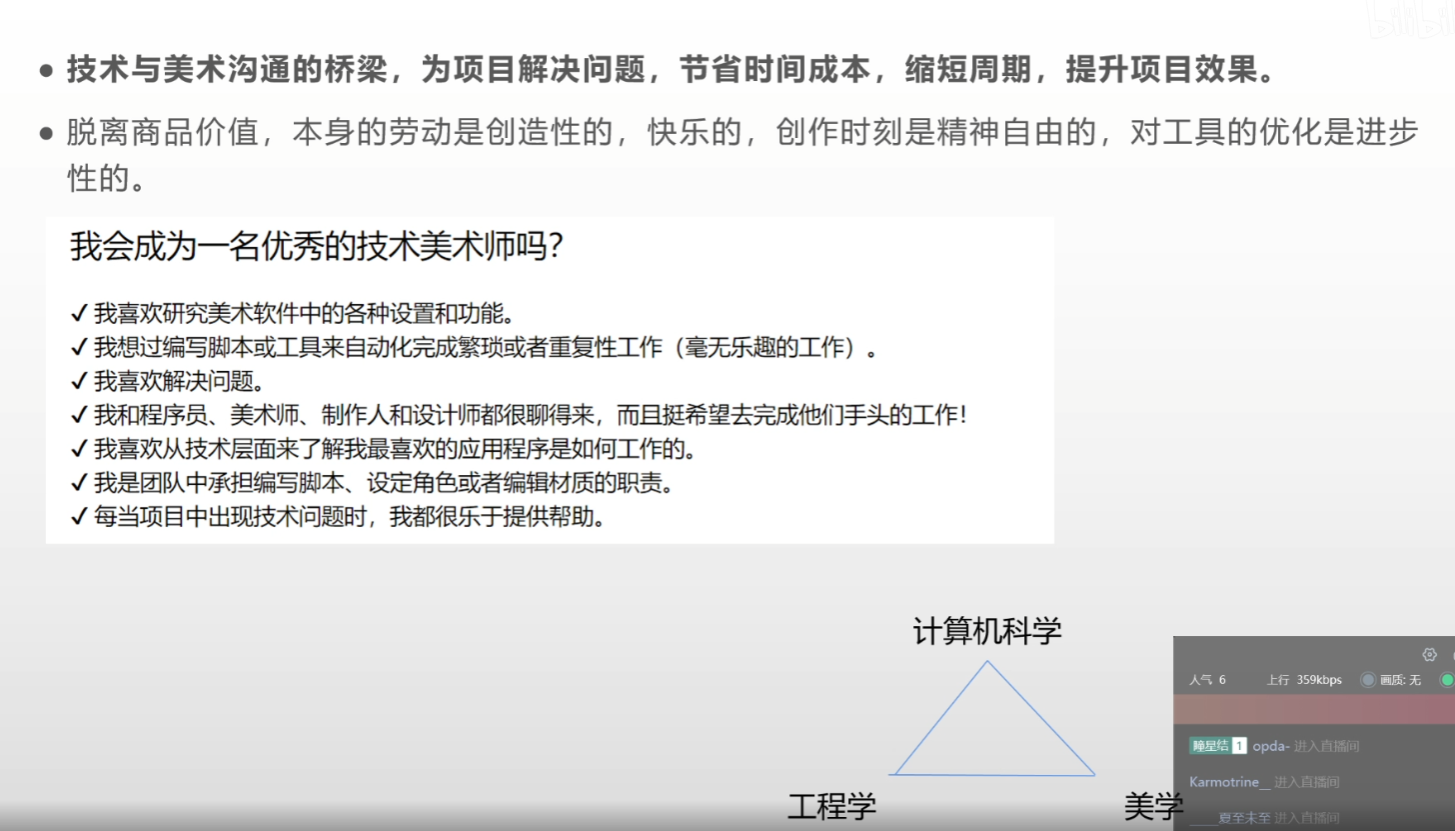 bilibili
● 技术与美术沟通的桥梁，为项目解决问题，节省时间成本，缩短周期，提升项目效果。
● 脱离商品价值，本身的劳动是创造性的，快乐的，创作时刻是精神自由的，对工具的优化是进步
性的。
我会成为一名优秀的技术美术师吗？
✓ 我喜欢研究美术软件中的各种设置和功能。
✓ 我想过编写脚本或工具来自动化完成繁琐或者重复性工作（毫无乐趣的工作）。
✓ 我喜欢解决问题。
✓ 我和程序员、美术师、制作人和设计师都很聊得来，而且挺希望去完成他们手头的工作！
✓ 我喜欢从技术层面来了解我最喜欢的应用程序是如何工作的。
✓ 我是团队中承担编写脚本、设定角色或者编辑材质的职责。
✓ 每当项目中出现技术问题时，我都很乐于提供帮助。
计算机科学
工程学
美学
人气 6 上行 359kbps 画质: 无
瞳星结 1 opda- 进入直播间
Karmotrine__ 进入直播间
____夏至未至 进入直播间